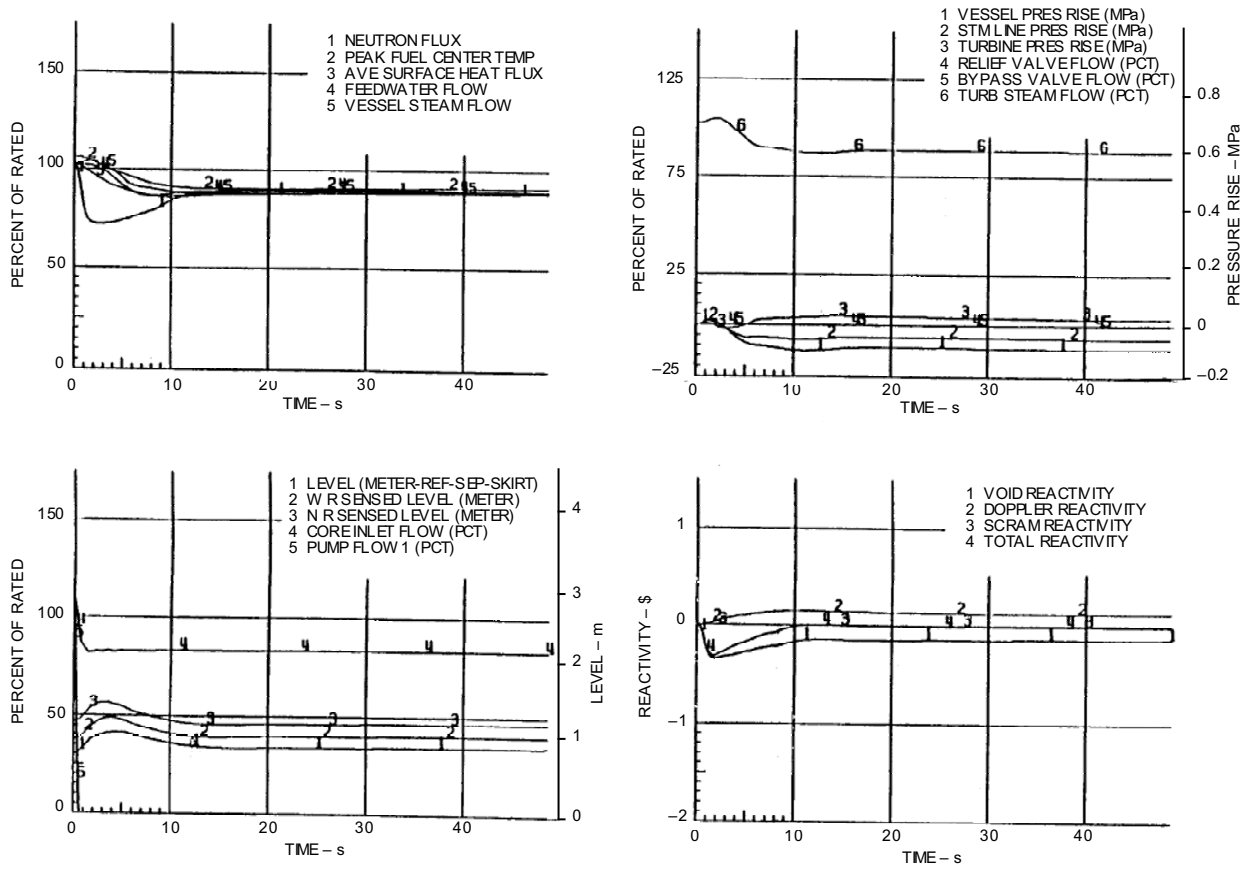 1 NEUTRON FLUX
2 PEAK FUEL CENTER TEMP
3 AVE SURFACE HEAT FLUX
4 FEEDWATER FLOW
5 VESSEL STEAM FLOW
PERCENT OF RATED
150
100
50
0
0 10 20 30 40
TIME – s
1 VESSEL PRES RISE (MPa)
2 STM LINE PRES RISE (MPa)
3 TURBINE PRES RISE (MPa)
4 RELIEF VALVE FLOW (PCT)
5 BYPASS VALVE FLOW (PCT)
6 TURB STEAM FLOW (PCT)
PERCENT OF RATED
125
75
25
–25
0.8
0.6
0.4
0.2
0
–0.2
PRESSURE RISE – MPa
0 10 20 30 40
TIME – s
1 LEVEL (METER-REF-SEP-SKIRT)
2 W R SENSED LEVEL (METER)
3 N R SENSED LEVEL (METER)
4 CORE INLET FLOW (PCT)
5 PUMP FLOW 1 (PCT)
PERCENT OF RATED
150
100
50
0
4
3
2
1
0
LEVEL – m
0 10 20 30 40
TIME – s
1 VOID REACTIVITY
2 DOPPLER REACTIVITY
3 SCRAM REACTIVITY
4 TOTAL REACTIVITY
REACTIVITY – $
1
0
–1
–2
0 10 20 30 40
TIME – s